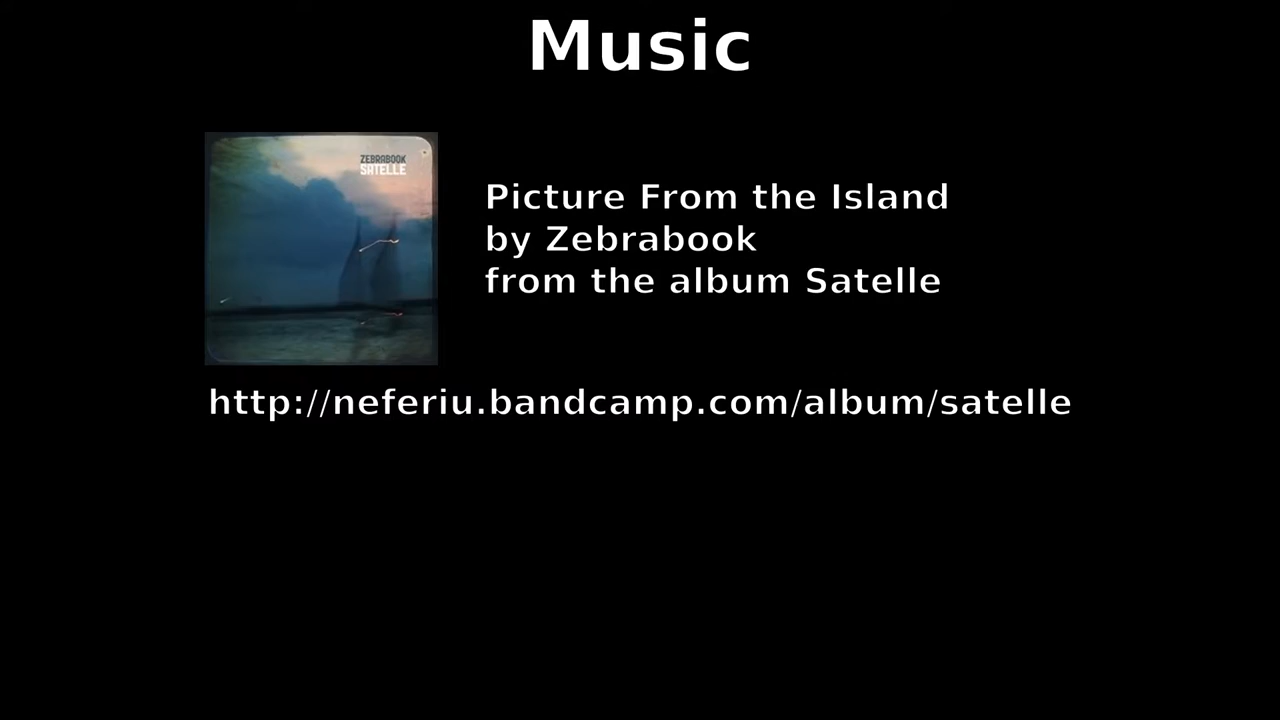 Music
ZEBRABOOK
SATELLE
Picture From the Island
by Zebrabook
from the album Satelle
http://neferiu.bandcamp.com/album/satelle